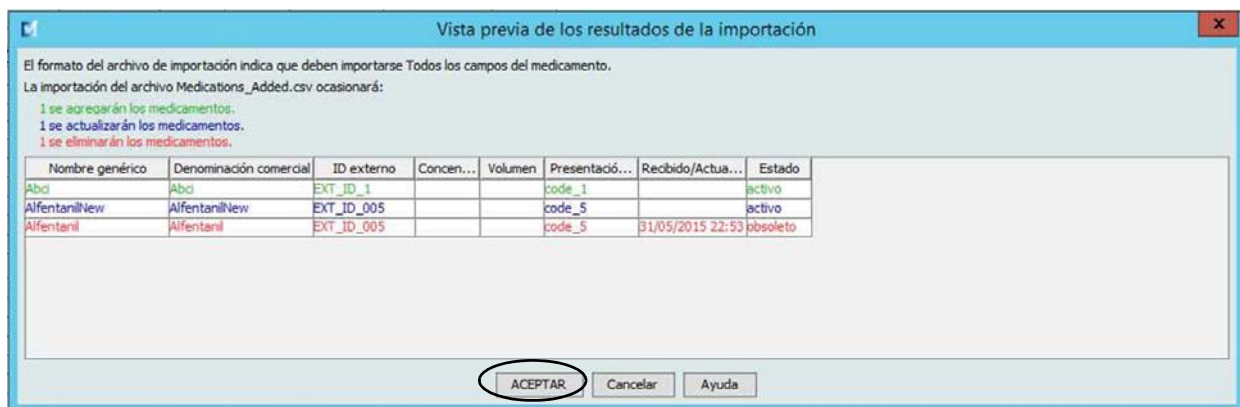 Vista previa de los resultados de la importación
x
El formato del archivo de importación indica que deben importarse Todos los campos del medicamento.
La importación del archivo Medications_Added.csv ocasionará:
1 se agregarán los medicamentos.
1 se actualizarán los medicamentos.
1 se eliminarán los medicamentos.
Nombre genérico Denominación comercial ID externo Concen... Volumen Presentació... Recibido/Actua... Estado
Abci Abci EXT_ID_1 code_1 activo
AlfentanilNew AlfentanilNew EXT_ID_005 code_5 activo
Alfentanil Alfentanil EXT_ID_005 code_5 31/05/2015 22:53 obsoleto
ACEPTAR Cancelar Ayuda